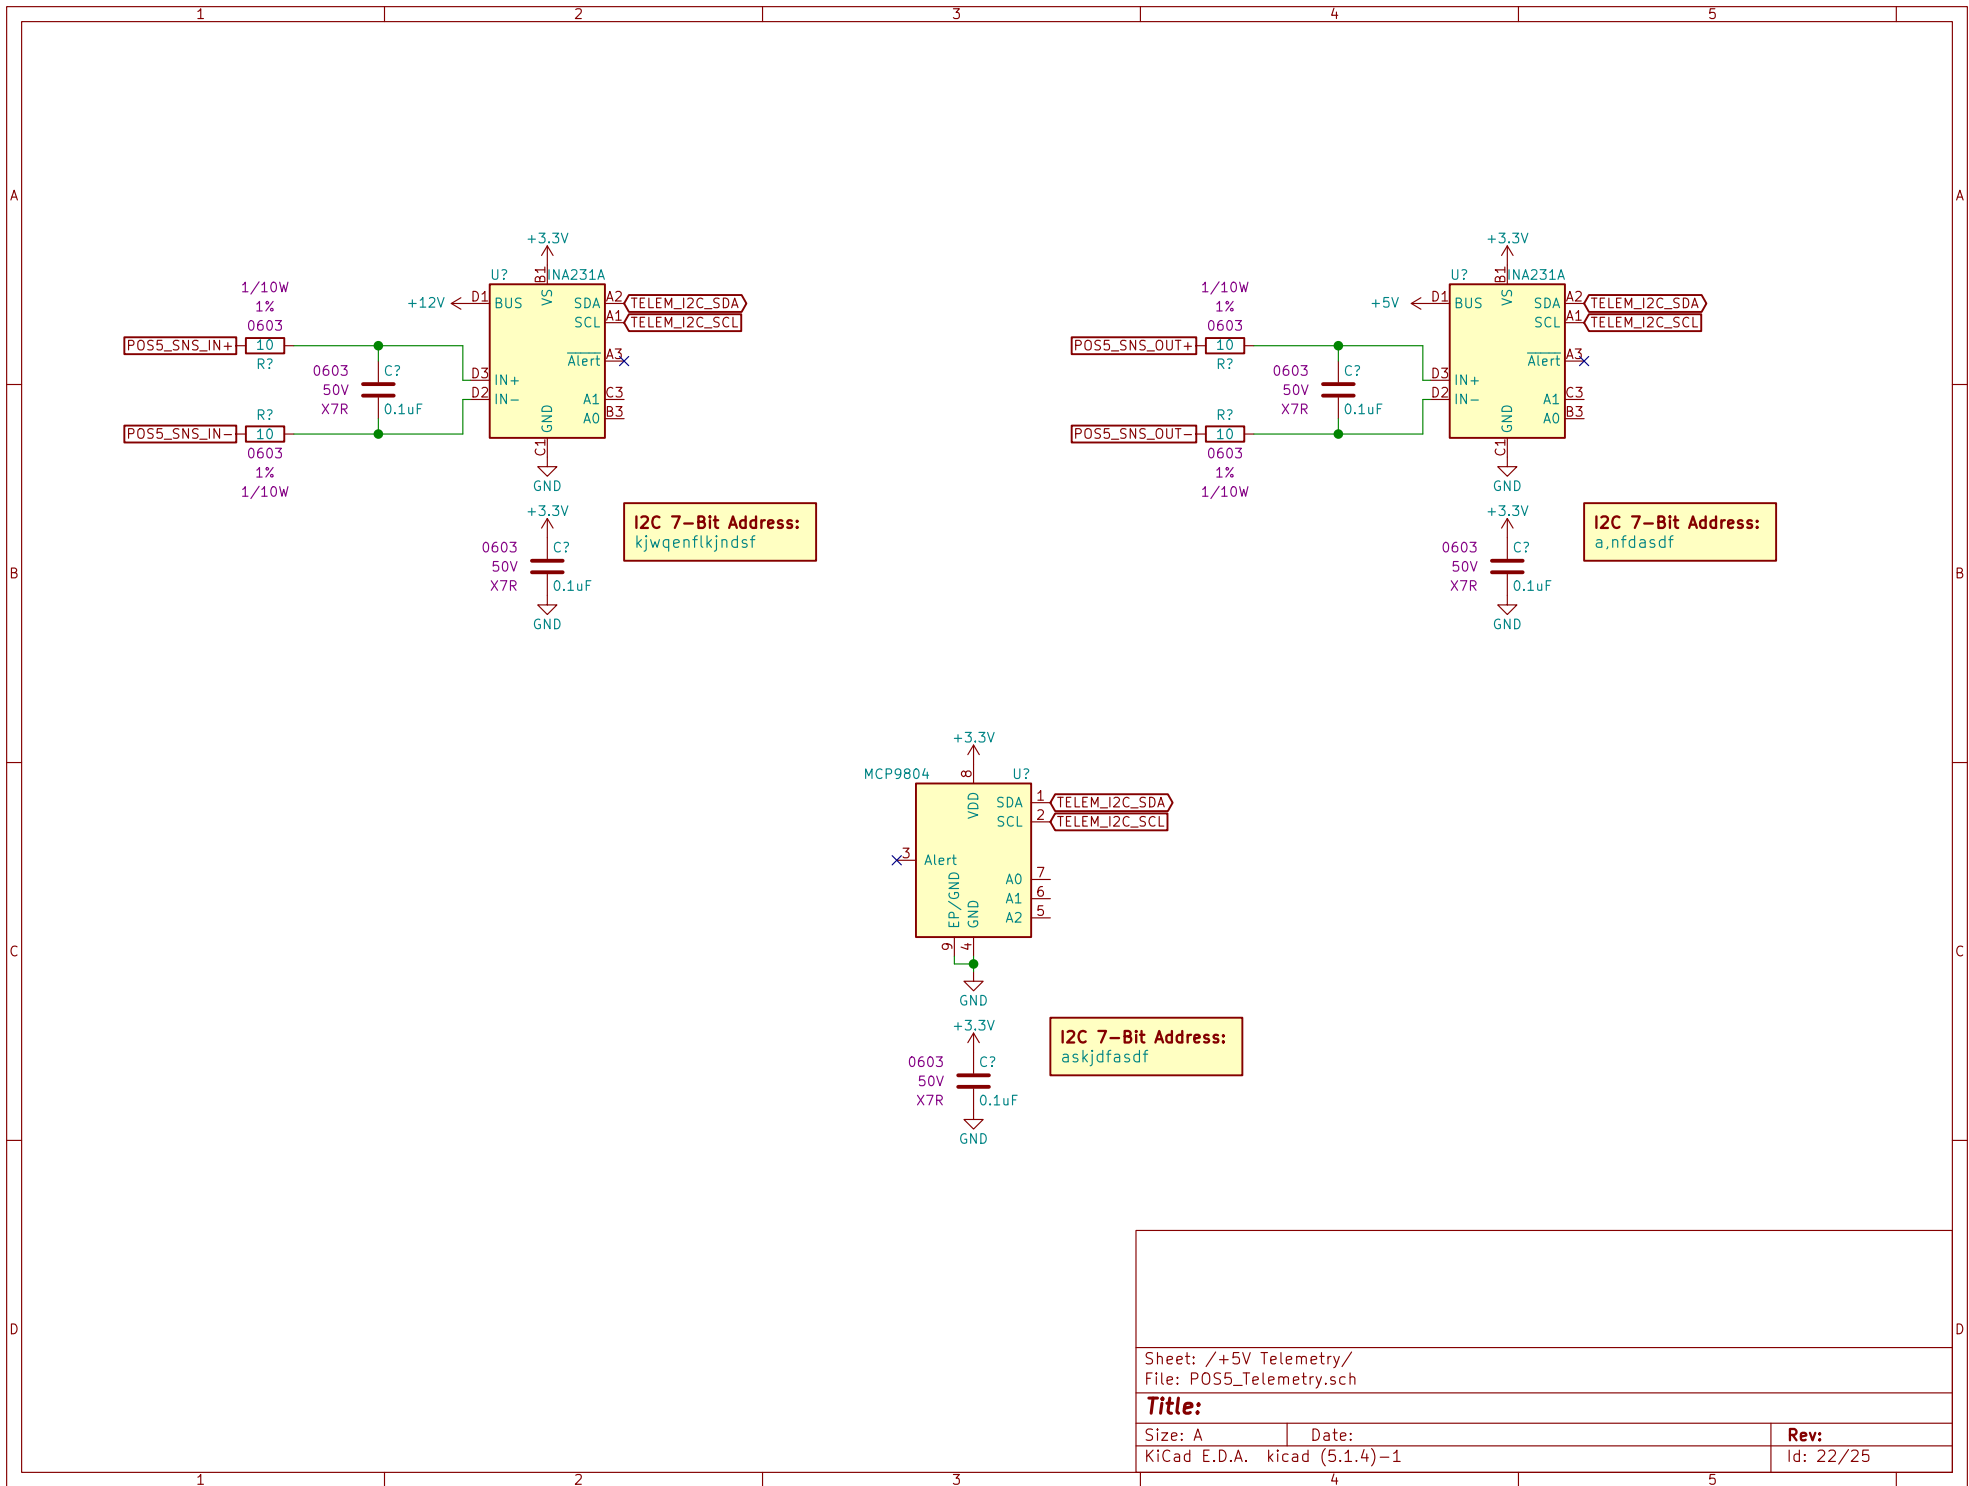 1 2 3 4 5
A A
+3.3V
U? INA231A
B1
VS
1/10W
1%
0603
10
R?
POS5_SNS_IN+
+12V
D1 BUS
SDA A2 TELEM_I2C_SDA
SCL A1 TELEM_I2C_SCL
Alert A3
D3 IN+
D2 IN-
A1 C3
A0 B3
GND
C1
GND
0603
50V
X7R
C?
0.1uF
R?
POS5_SNS_IN-
10
0603
1%
1/10W
+3.3V
0603
50V
X7R
C?
0.1uF
GND
I2C 7-Bit Address:
kjwqenflkjndsf
+3.3V
U? INA231A
B1
VS
1/10W
1%
0603
10
R?
POS5_SNS_OUT+
+5V
D1 BUS
SDA A2 TELEM_I2C_SDA
SCL A1 TELEM_I2C_SCL
Alert A3
D3 IN+
D2 IN-
A1 C3
A0 B3
GND
C1
GND
0603
50V
X7R
C?
0.1uF
R?
POS5_SNS_OUT-
10
0603
1%
1/10W
+3.3V
0603
50V
X7R
C?
0.1uF
GND
I2C 7-Bit Address:
a,nfdasdf
B B
+3.3V
MCP9804 U?
8
VDD
SDA 1 TELEM_I2C_SDA
SCL 2 TELEM_I2C_SCL
3 Alert
A0 7
A1 6
A2 5
EP/GND
GND
9 4
GND
+3.3V
0603
50V
X7R
C?
0.1uF
GND
I2C 7-Bit Address:
askjdfasdf
C C
D D
Sheet: /+5V Telemetry/
File: POS5_Telemetry.sch
Title:
Size: A Date: Rev:
KiCad E.D.A. kicad (5.1.4)-1 Id: 22/25
1 2 3 4 5